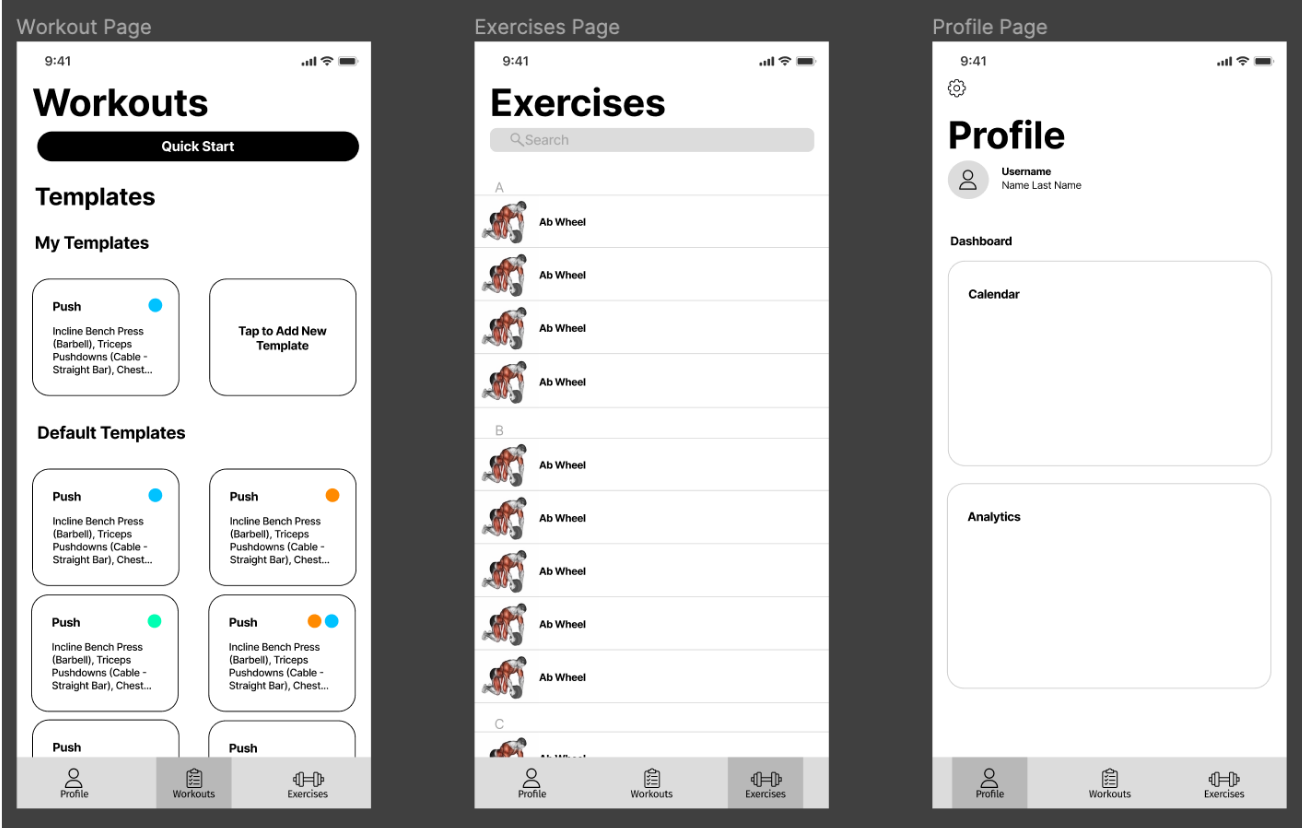 Workout Page
9:41
Workouts
Quick Start
Templates
My Templates
Push
Incline Bench Press
(Barbell), Triceps
Pushdowns (Cable -
Straight Bar), Chest...
Tap to Add New
Template
Default Templates
Push
Incline Bench Press
(Barbell), Triceps
Pushdowns (Cable -
Straight Bar), Chest...
Push
Incline Bench Press
(Barbell), Triceps
Pushdowns (Cable -
Straight Bar), Chest...
Push
Incline Bench Press
(Barbell), Triceps
Pushdowns (Cable -
Straight Bar), Chest...
Push
Incline Bench Press
(Barbell), Triceps
Pushdowns (Cable -
Straight Bar), Chest...
Push
Push
Profile
Workouts
Exercises
Exercises Page
9:41
Exercises
Search
A
Ab Wheel
Ab Wheel
Ab Wheel
Ab Wheel
B
Ab Wheel
Ab Wheel
Ab Wheel
Ab Wheel
Ab Wheel
C
Ab Wheel
Profile
Workouts
Exercises
Profile Page
9:41
Profile
Username
Name Last Name
Dashboard
Calendar
Analytics
Profile
Workouts
Exercises